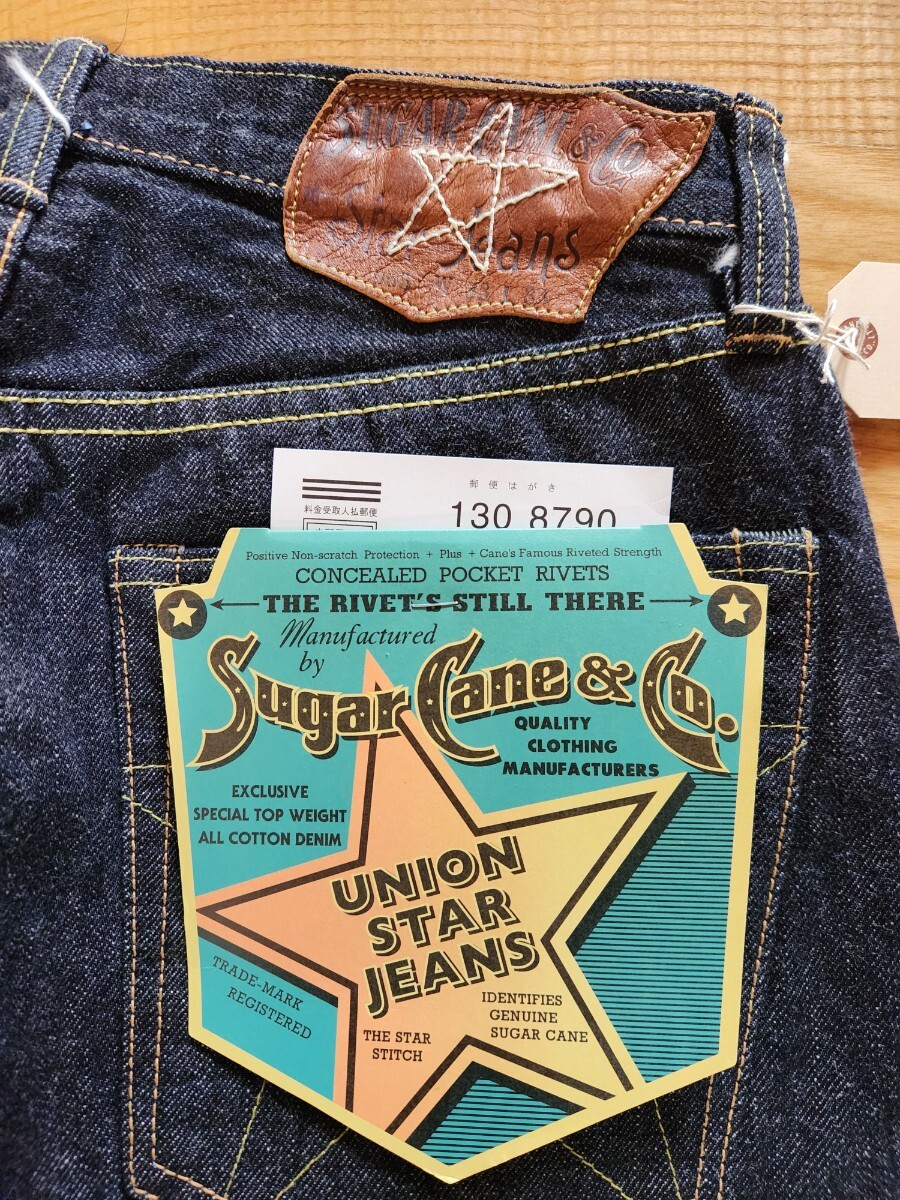 SUGAR CANE & Co.
Star Jeans
郵便はがき
料金受取人払郵便
130 8790
Positive Non-scratch Protection + Plus + Cane's Famous Riveted Strength
CONCEALED POCKET RIVETS
THE RIVET'S STILL THERE
Manufactured
by
Sugar Cane & Co.
QUALITY
CLOTHING
MANUFACTURERS
EXCLUSIVE
SPECIAL TOP WEIGHT
ALL COTTON DENIM
UNION
STAR
JEANS
TRADE-MARK
REGISTERED
THE STAR
STITCH
IDENTIFIES
GENUINE
SUGAR CANE